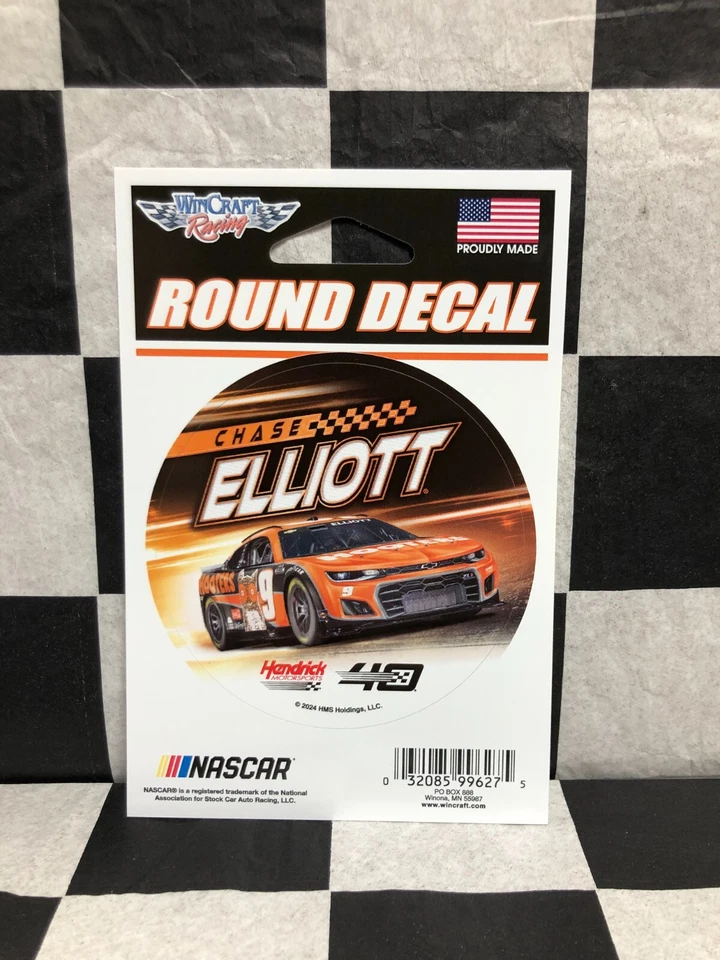 WINCRAFT
Racing
PROUDLY MADE
ROUND DECAL
CHASE
ELLIOTT
ELLIOTT
HOOTERS
HOOTERS
9
9
Hendrick
MOTORSPORTS
40
© 2024 HMS Holdings, LLC.
NASCAR
NASCAR® is a registered trademark of the National
Association for Stock Car Auto Racing, LLC.
0 32085 99627 5
PO BOX 888
Winona, MN 55987
www.wincraft.com